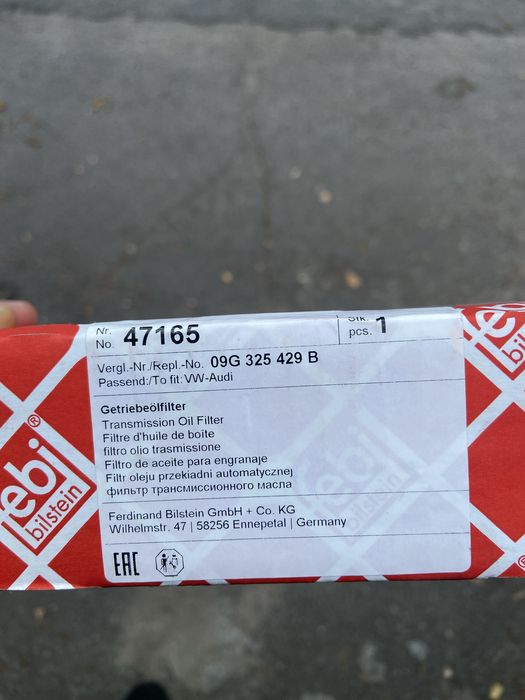 Nr.
No. 47165
Stk.
pcs. 1
Vergl.-Nr./Repl.-No. 09G 325 429 B
Passend:/To fit: VW-Audi
Getriebeölfilter
Transmission Oil Filter
Filtre d'huile de boite
filtro olio trasmissione
Filtro de aceite para engranaje
Filtr oleju przekładni automatycznej
фильтр трансмиссионного масла
Ferdinand Bilstein GmbH + Co. KG
Wilhelmstr. 47 | 58256 Ennepetal | Germany
EAC
febi®
bilstein
febi
bilstein